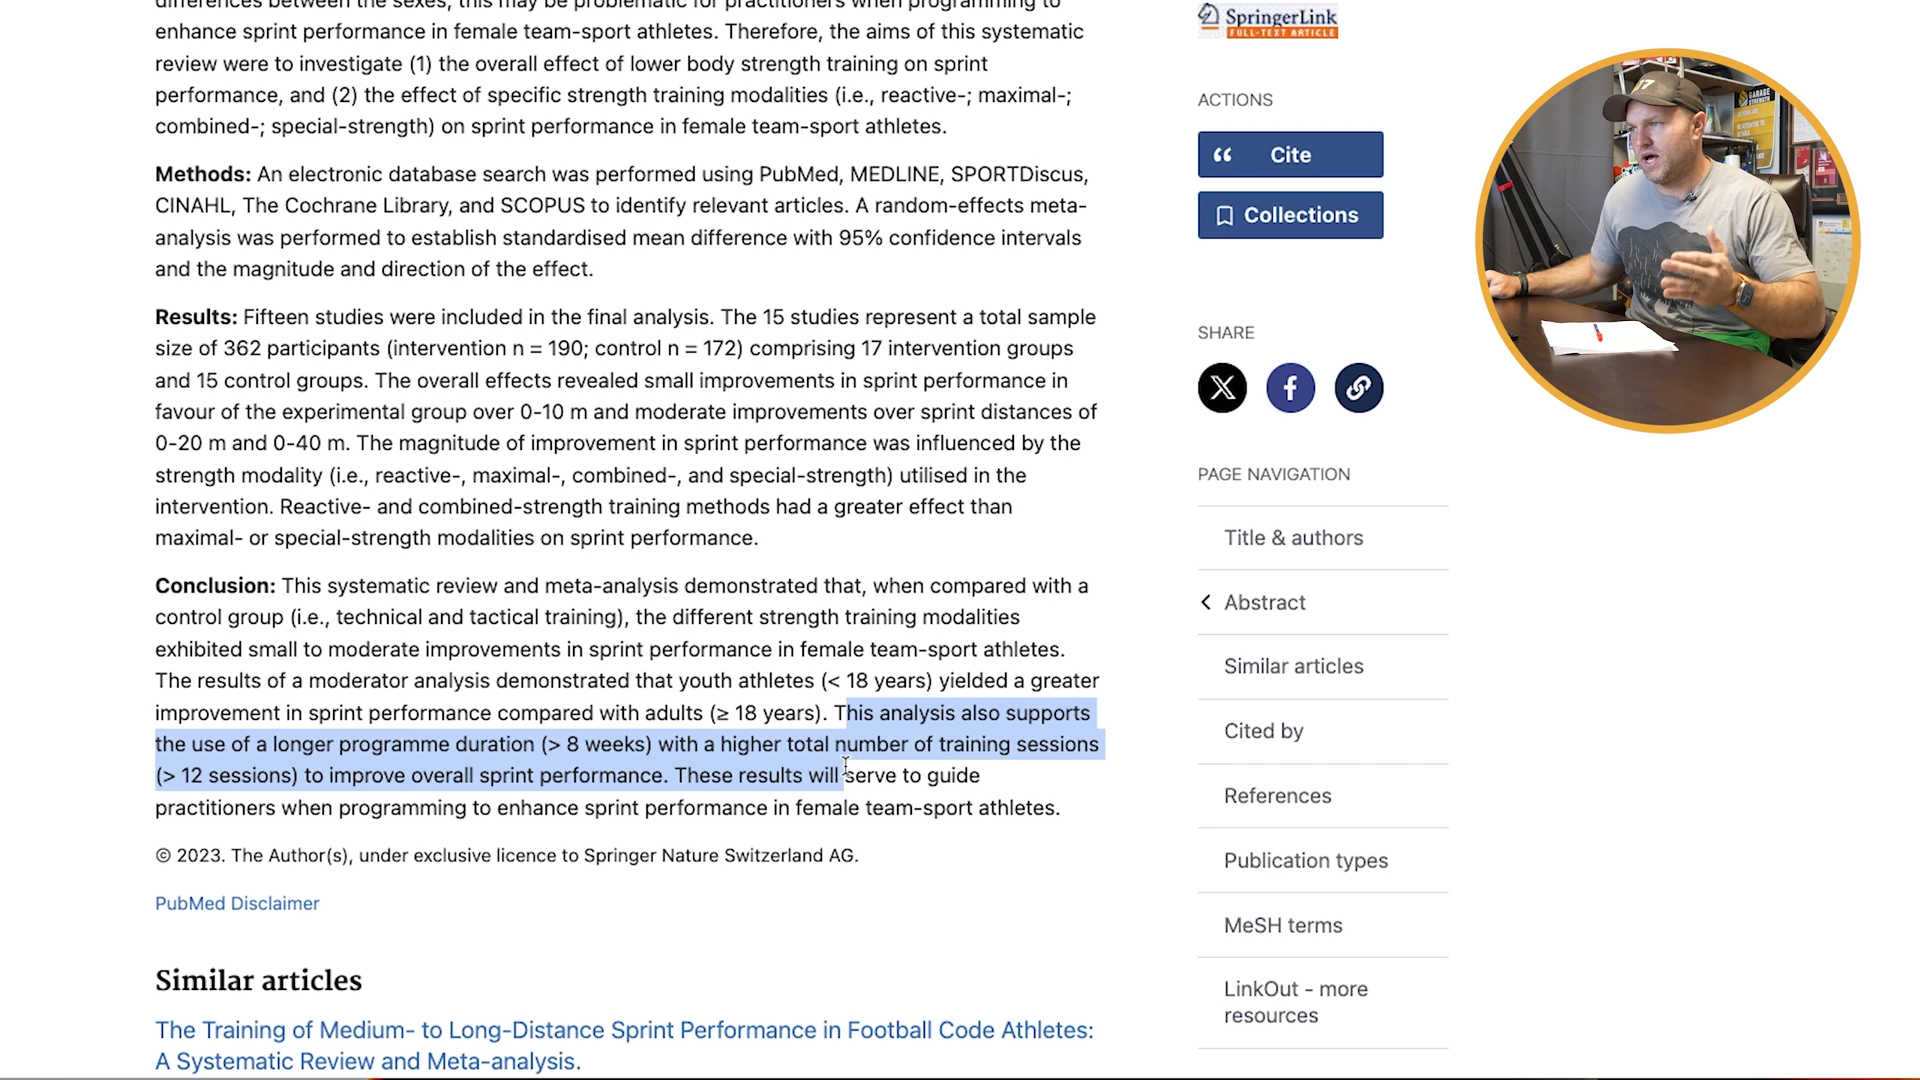 differences between the sexes, this may be problematic for practitioners when programming to
enhance sprint performance in female team-sport athletes. Therefore, the aims of this systematic
review were to investigate (1) the overall effect of lower body strength training on sprint
performance, and (2) the effect of specific strength training modalities (i.e., reactive-; maximal-;
combined-; special-strength) on sprint performance in female team-sport athletes.
Methods: An electronic database search was performed using PubMed, MEDLINE, SPORTDiscus,
CINAHL, The Cochrane Library, and SCOPUS to identify relevant articles. A random-effects meta-
analysis was performed to establish standardised mean difference with 95% confidence intervals
and the magnitude and direction of the effect.
Results: Fifteen studies were included in the final analysis. The 15 studies represent a total sample
size of 362 participants (intervention n = 190; control n = 172) comprising 17 intervention groups
and 15 control groups. The overall effects revealed small improvements in sprint performance in
favour of the experimental group over 0-10 m and moderate improvements over sprint distances of
0-20 m and 0-40 m. The magnitude of improvement in sprint performance was influenced by the
strength modality (i.e., reactive-, maximal-, combined-, and special-strength) utilised in the
intervention. Reactive- and combined-strength training methods had a greater effect than
maximal- or special-strength modalities on sprint performance.
Conclusion: This systematic review and meta-analysis demonstrated that, when compared with a
control group (i.e., technical and tactical training), the different strength training modalities
exhibited small to moderate improvements in sprint performance in female team-sport athletes.
The results of a moderator analysis demonstrated that youth athletes (< 18 years) yielded a greater
improvement in sprint performance compared with adults (≥ 18 years). This analysis also supports
the use of a longer programme duration (> 8 weeks) with a higher total number of training sessions
(> 12 sessions) to improve overall sprint performance. These results will serve to guide
practitioners when programming to enhance sprint performance in female team-sport athletes.
© 2023. The Author(s), under exclusive licence to Springer Nature Switzerland AG.
PubMed Disclaimer
Similar articles
The Training of Medium- to Long-Distance Sprint Performance in Football Code Athletes:
A Systematic Review and Meta-analysis.
SpringerLink
FULL-TEXT ARTICLE
ACTIONS
Cite
Collections
SHARE
PAGE NAVIGATION
Title & authors
Abstract
Similar articles
Cited by
References
Publication types
MeSH terms
LinkOut - more
resources
GARAGE
STRENGTH